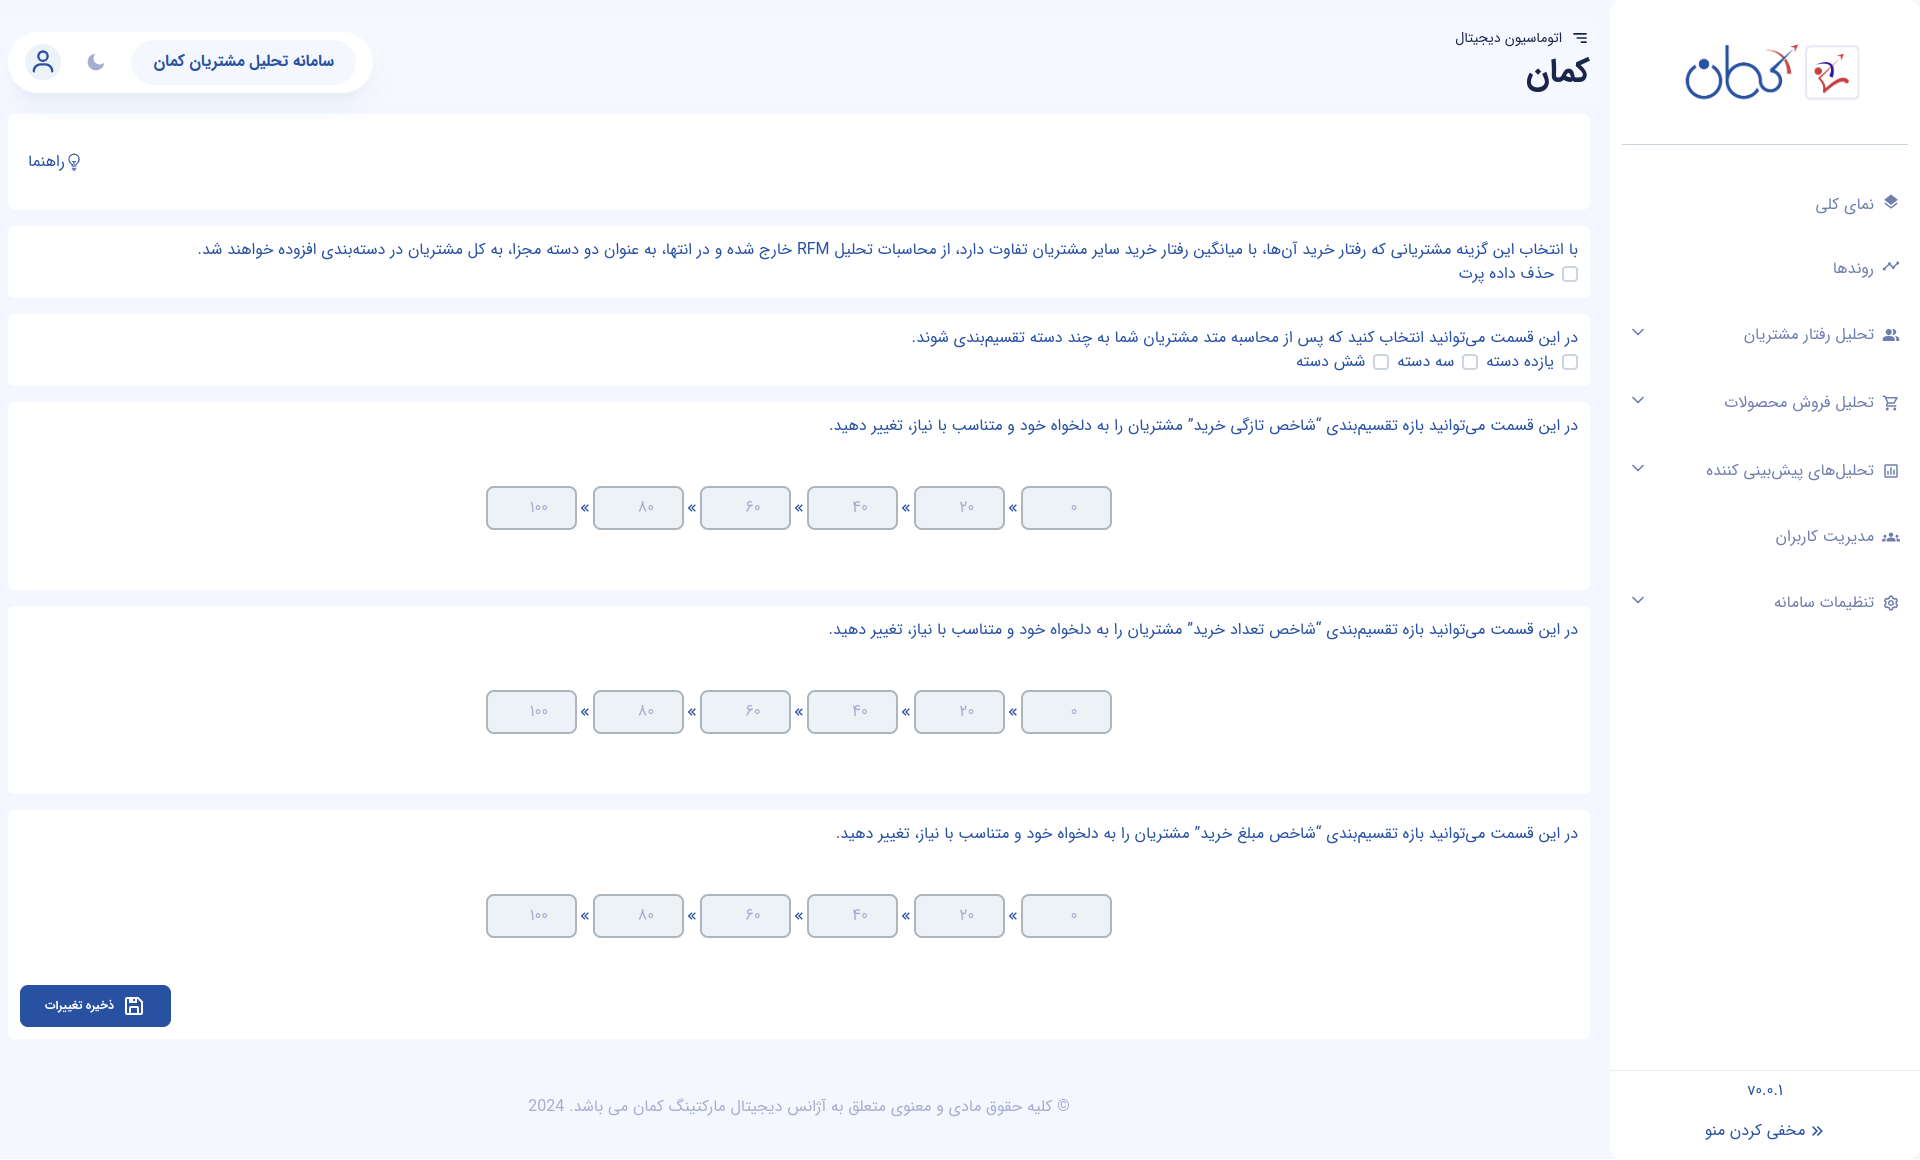 کمان
نمای کلی
روندها
تحلیل رفتار مشتریان
تحلیل فروش محصولات
تحلیل‌های پیش‌بینی کننده
مدیریت کاربران
تنظیمات سامانه
v۰.۰.1
« مخفی کردن منو
اتوماسیون دیجیتال
کمان
سامانه تحلیل مشتریان کمان
راهنما
با انتخاب این گزینه مشتریانی که رفتار خرید آن‌ها، با میانگین رفتار خرید سایر مشتریان تفاوت دارد، از محاسبات تحلیل RFM خارج شده و در انتها، به عنوان دو دسته مجزا، به کل مشتریان در دسته‌بندی افزوده خواهند شد.
حذف داده پرت
در این قسمت می‌توانید انتخاب کنید که پس از محاسبه متد مشتریان شما به چند دسته تقسیم‌بندی شوند.
یازده دسته سه دسته شش دسته
در این قسمت می‌توانید بازه تقسیم‌بندی “شاخص تازگی خرید” مشتریان را به دلخواه خود و متناسب با نیاز، تغییر دهید.
۰ » ۲۰ » ۴۰ » ۶۰ » ۸۰ » ۱۰۰
در این قسمت می‌توانید بازه تقسیم‌بندی “شاخص تعداد خرید” مشتریان را به دلخواه خود و متناسب با نیاز، تغییر دهید.
۰ » ۲۰ » ۴۰ » ۶۰ » ۸۰ » ۱۰۰
در این قسمت می‌توانید بازه تقسیم‌بندی “شاخص مبلغ خرید” مشتریان را به دلخواه خود و متناسب با نیاز، تغییر دهید.
۰ » ۲۰ » ۴۰ » ۶۰ » ۸۰ » ۱۰۰
ذخیره تغییرات
© کلیه حقوق مادی و معنوی متعلق به آژانس دیجیتال مارکتینگ کمان می باشد. 2024